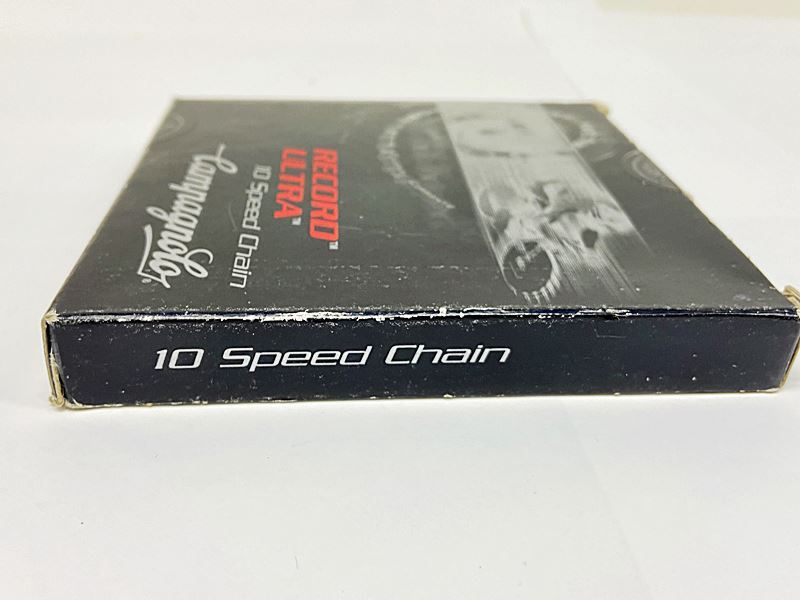 RECORD™
ULTRA™
10 Speed Chain
Campagnolo®
10 Speed Chain